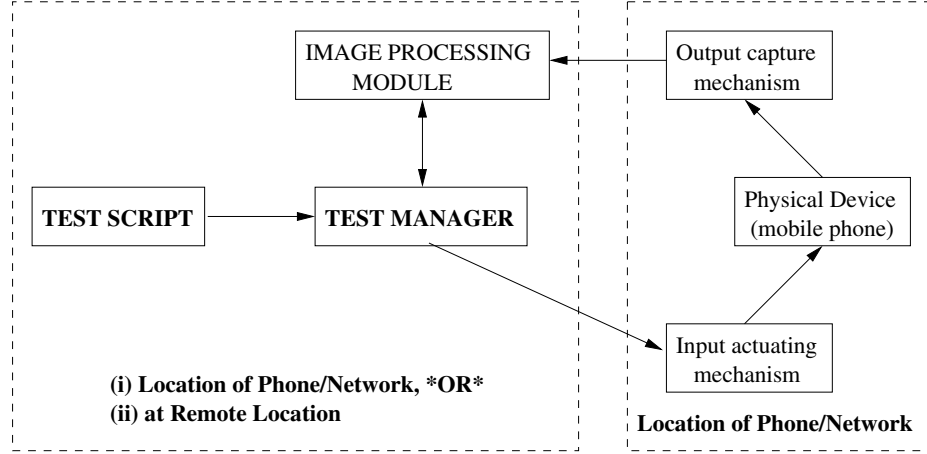 IMAGE PROCESSING
MODULE
Output capture
mechanism
TEST SCRIPT
TEST MANAGER
Physical Device
(mobile phone)
Input actuating
mechanism
(i) Location of Phone/Network, *OR*
(ii) at Remote Location
Location of Phone/Network